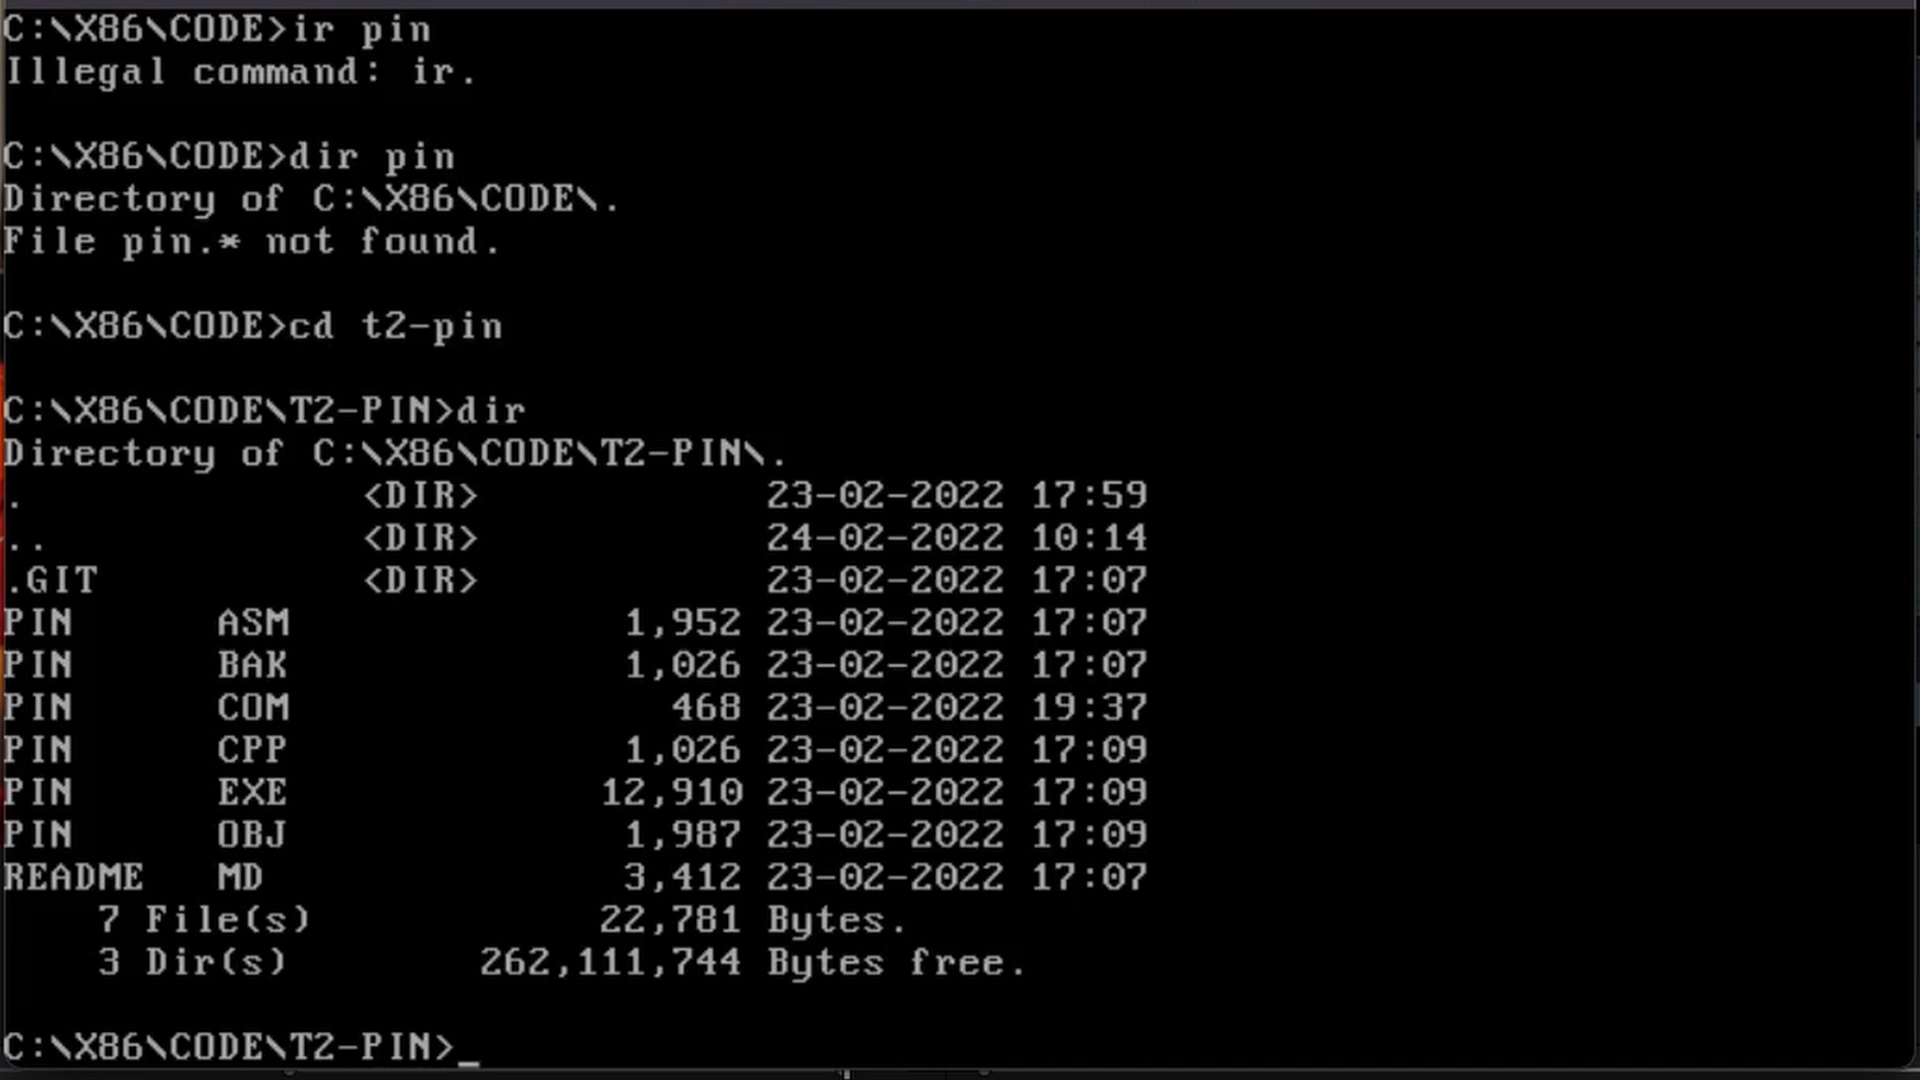 C:\X86\CODE>ir pin
Illegal command: ir.
C:\X86\CODE>dir pin
Directory of C:\X86\CODE\.
File pin.* not found.
C:\X86\CODE>cd t2-pin
C:\X86\CODE\T2-PIN>dir
Directory of C:\X86\CODE\T2-PIN\.
. <DIR> 23-02-2022 17:59
.. <DIR> 24-02-2022 10:14
.GIT <DIR> 23-02-2022 17:07
PIN ASM 1,952 23-02-2022 17:07
PIN BAK 1,026 23-02-2022 17:07
PIN COM 468 23-02-2022 19:37
PIN CPP 1,026 23-02-2022 17:09
PIN EXE 12,910 23-02-2022 17:09
PIN OBJ 1,987 23-02-2022 17:09
README MD 3,412 23-02-2022 17:07
7 File(s) 22,781 Bytes.
3 Dir(s) 262,111,744 Bytes free.
C:\X86\CODE\T2-PIN>_